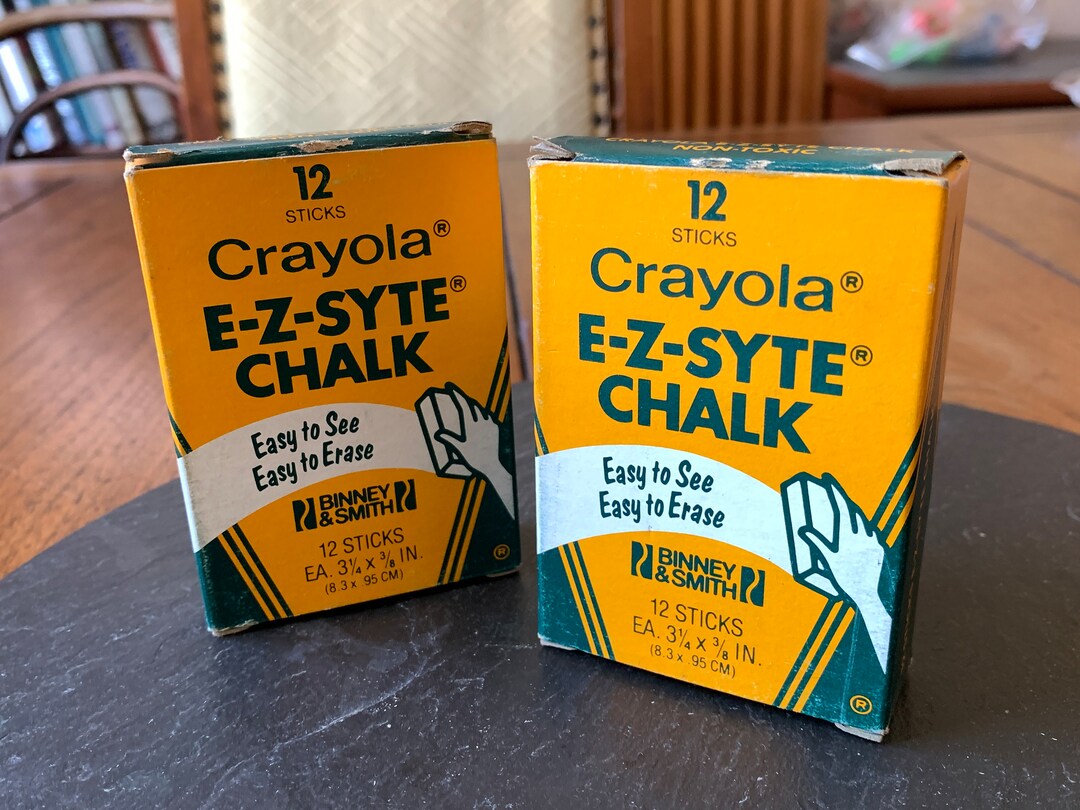 12
STICKS
Crayola®
E-Z-SYTE®
CHALK
Easy to See
Easy to Erase
BINNEY
& SMITH
12 STICKS
EA. 3¼ X ⅜ IN.
(8.3 x .95 CM)
®
CHALK
NON-TOXIC
12
STICKS
Crayola®
E-Z-SYTE®
CHALK
Easy to See
Easy to Erase
BINNEY
& SMITH
12 STICKS
EA. 3¼ X ⅜ IN.
(8.3 x .95 CM)
®